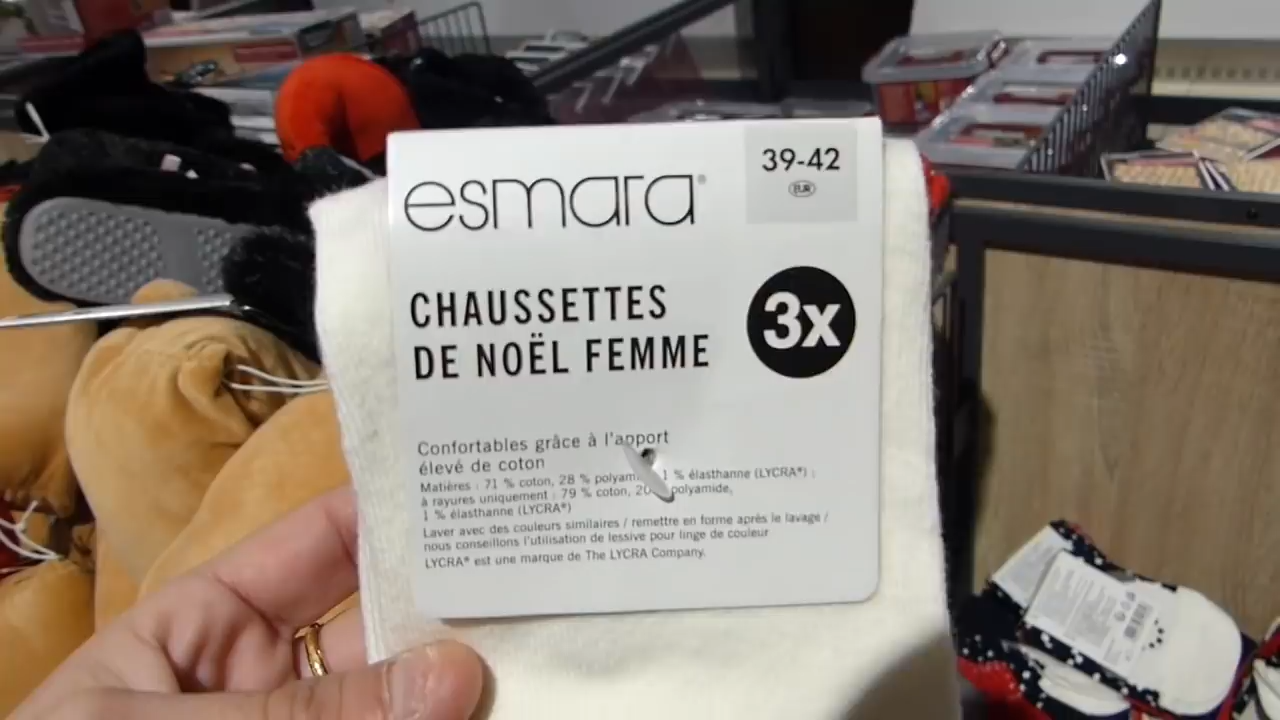 esmara®
39-42
EUR
CHAUSSETTES
DE NOËL FEMME
3x
Confortables grâce à l'apport
élevé de coton
Matières : 71 % coton, 28 % 1 % élasthanne (LYCRA®) ;
à rayures uniquement : 79 % coton, polyamide,
1 % élasthanne (LYCRA®)
Laver avec des couleurs similaires / remettre en forme après le lavage /
nous conseillons l'utilisation de lessive pour linge de couleur
LYCRA® est une marque de The LYCRA Company.